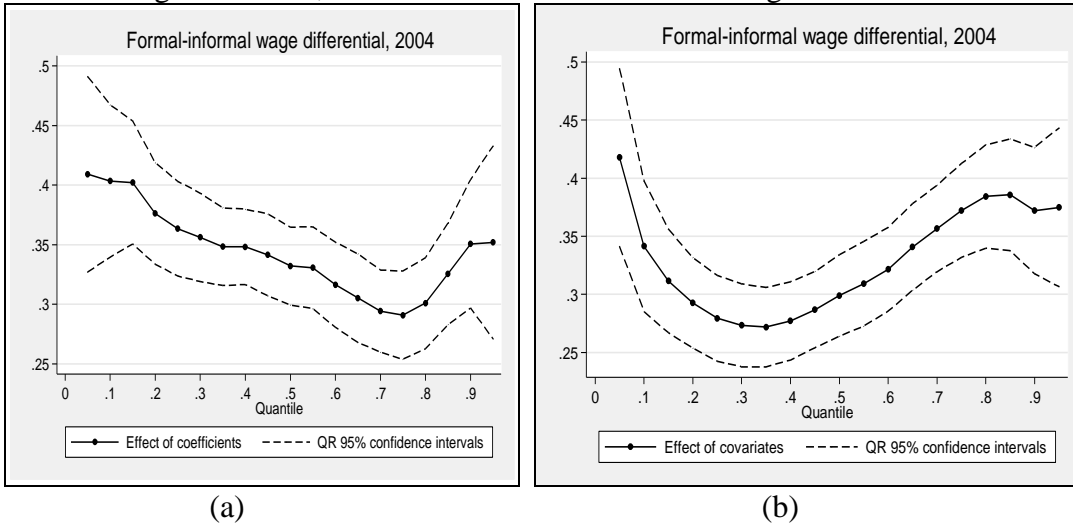 Formal-informal wage differential, 2004
.5
.45
.4
.35
.3
.25
0 .1 .2 .3 .4 .5 .6 .7 .8 .9
Quantile
Effect of coefficients QR 95% confidence intervals
(a)
Formal-informal wage differential, 2004
.5
.45
.4
.35
.3
.25
0 .1 .2 .3 .4 .5 .6 .7 .8 .9
Quantile
Effect of covariates QR 95% confidence intervals
(b)